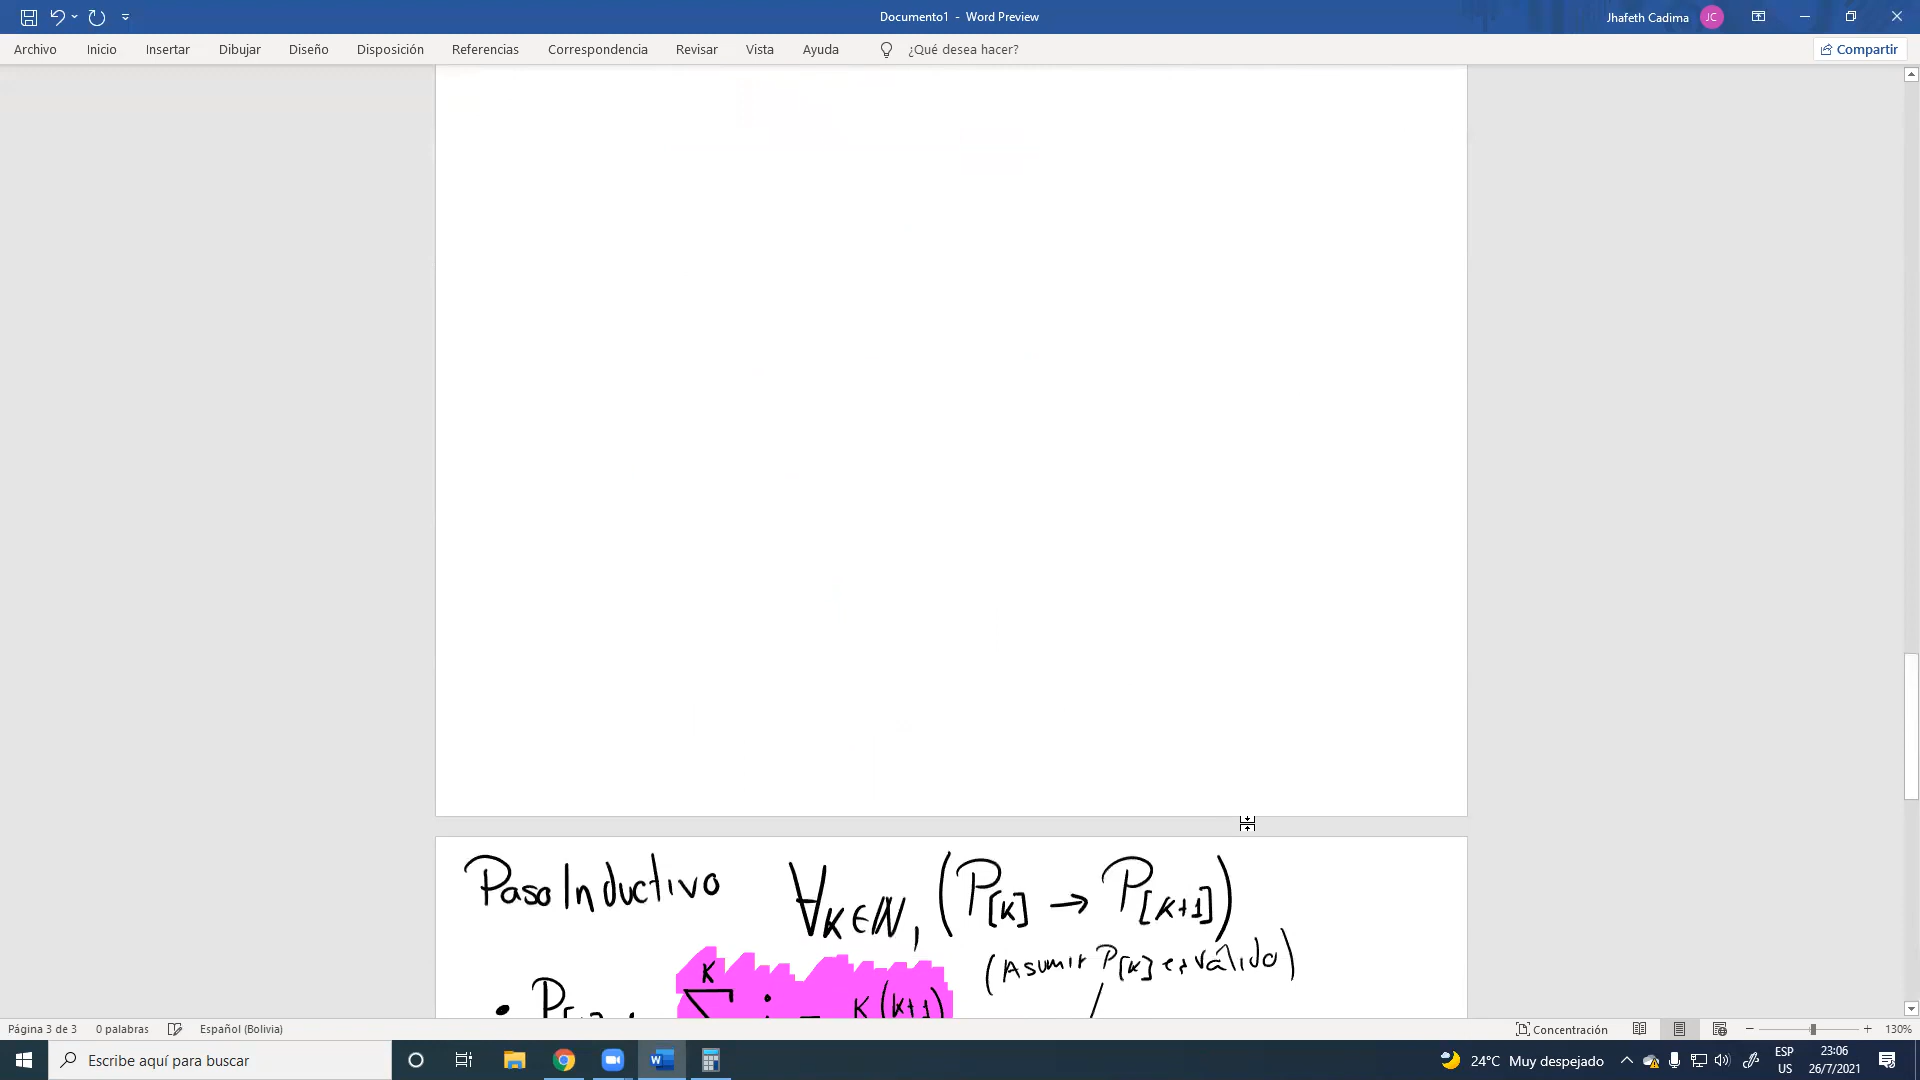 Documento1 - Word Preview
Jhafeth Cadima JC
Archivo Inicio Insertar Dibujar Diseño Disposición Referencias Correspondencia Revisar Vista Ayuda ¿Qué desea hacer? Compartir
Paso Inductivo ∀K∈ℕ, (P[K] → P[K+1])
(Asumir P[K] es válido)
K
• P Σ i = K(K+1)
Página 3 de 3 0 palabras Español (Bolivia) Concentración 130%
Escribe aquí para buscar 24°C Muy despejado ESP US 23:06 26/7/2021